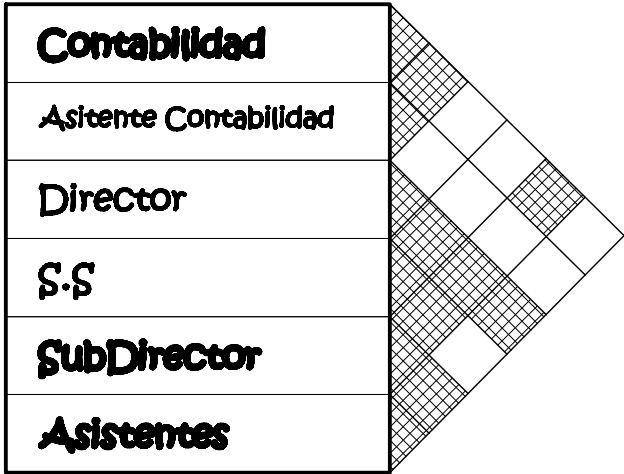 Contabilidad
Asitente Contabilidad
Director
S.S
SubDirector
Asistentes